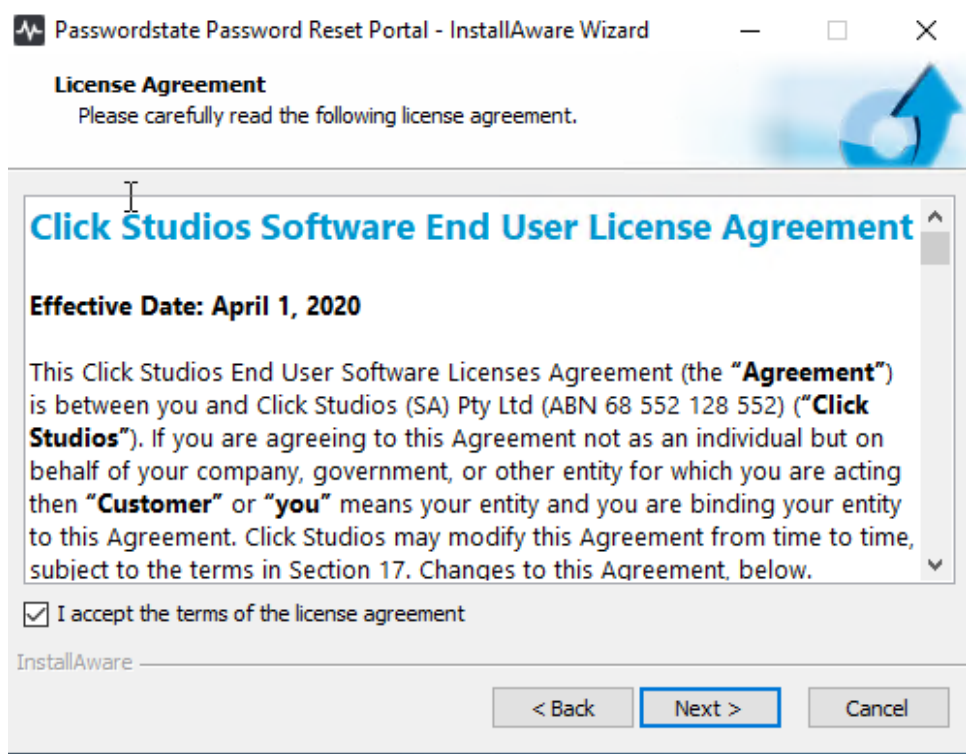 Passwordstate Password Reset Portal - InstallAware Wizard
License Agreement
Please carefully read the following license agreement.
Click Studios Software End User License Agreement
Effective Date: April 1, 2020
This Click Studios End User Software Licenses Agreement (the “Agreement”)
is between you and Click Studios (SA) Pty Ltd (ABN 68 552 128 552) (“Click
Studios”). If you are agreeing to this Agreement not as an individual but on
behalf of your company, government, or other entity for which you are acting
then “Customer” or “you” means your entity and you are binding your entity
to this Agreement. Click Studios may modify this Agreement from time to time,
subject to the terms in Section 17. Changes to this Agreement, below.
I accept the terms of the license agreement
InstallAware
< Back
Next >
Cancel